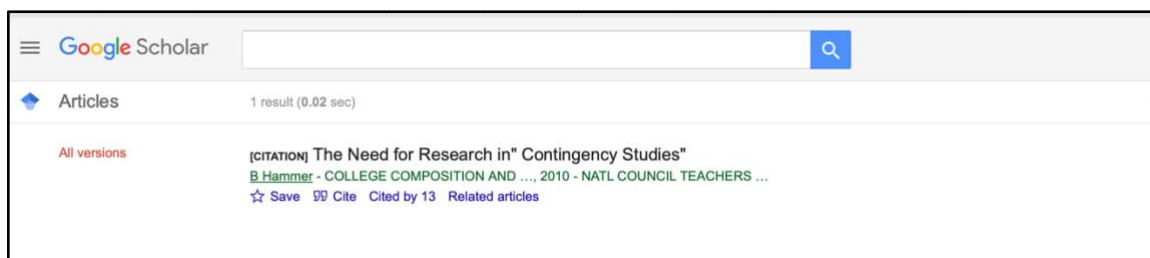 Google Scholar
Articles
1 result (0.02 sec)
All versions
[CITATION] The Need for Research in" Contingency Studies"
B Hammer - COLLEGE COMPOSITION AND ..., 2010 - NATL COUNCIL TEACHERS ...
Save Cite Cited by 13 Related articles